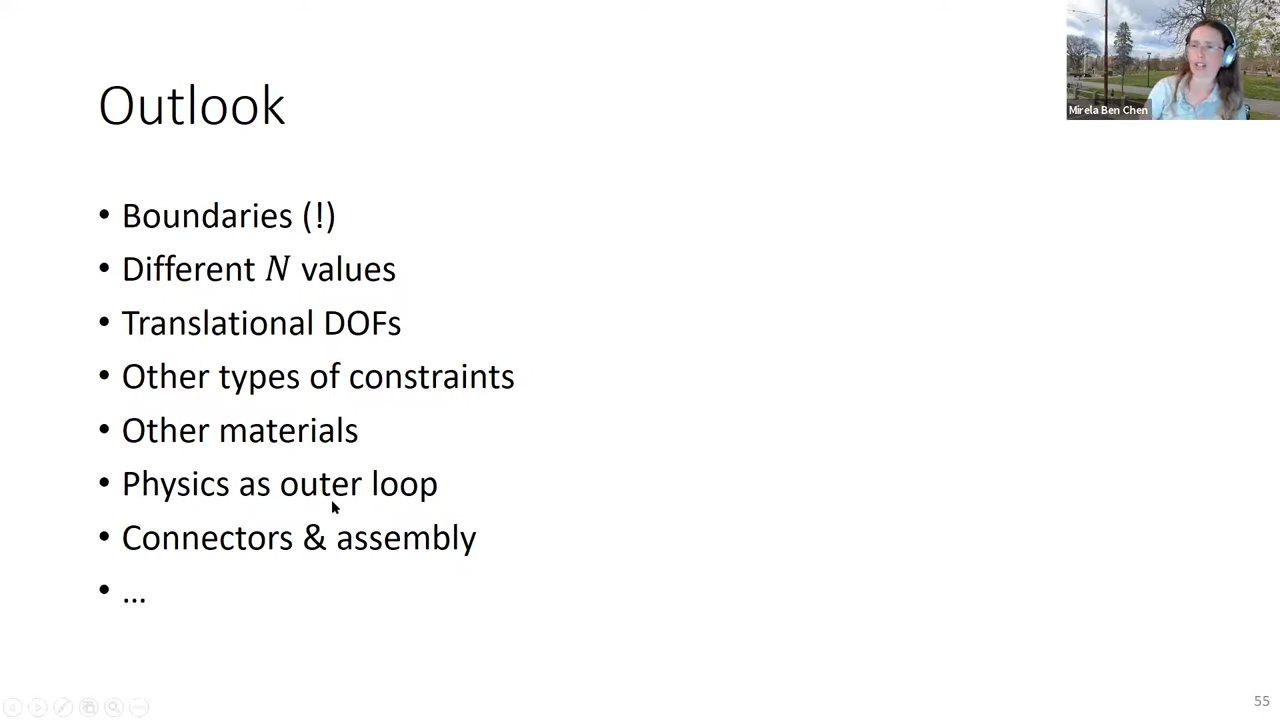 Mirela Ben Chen
Outlook
• Boundaries (!)
• Different N values
• Translational DOFs
• Other types of constraints
• Other materials
• Physics as outer loop
• Connectors & assembly
• ...
55